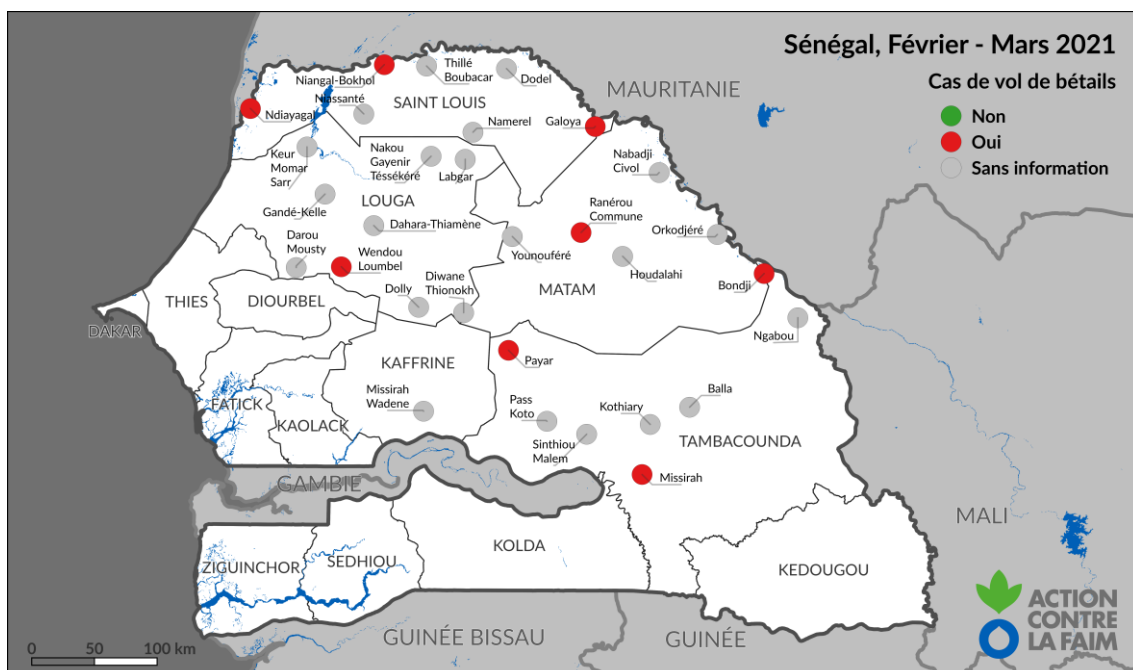 Sénégal, Février - Mars 2021
Cas de vol de bétails
Non
Oui
Sans information
MAURITANIE
Thillé
Boubacar
Dodel
Niangal-Bokhol
Niassanté
SAINT LOUIS
Ndiayagal
Namerel
Galoya
Keur
Momar
Sarr
Nakou
Gayenir
Téssékéré
Labgar
Nabadji
Civol
Gandé-Kelle
LOUGA
Ranérou
Commune
Dahara-Thiamène
Orkodjéré
Darou
Mousty
Wendou
Loumbel
Younouféré
Houdalahi
Diwane
Thionokh
Dolly
MATAM
Bondji
THIES
DIOURBEL
DAKAR
Ngabou
KAFFRINE
Payar
Missirah
Wadene
Balla
Pass
Koto
Kothiary
FATICK
KAOLACK
Sinthiou
Malem
TAMBACOUNDA
GAMBIE
Missirah
MALI
KOLDA
SEDHIOU
ZIGUINCHOR
KEDOUGOU
GUINÉE BISSAU
GUINÉE
0 50 100 km
ACTION
CONTRE
LA FAIM